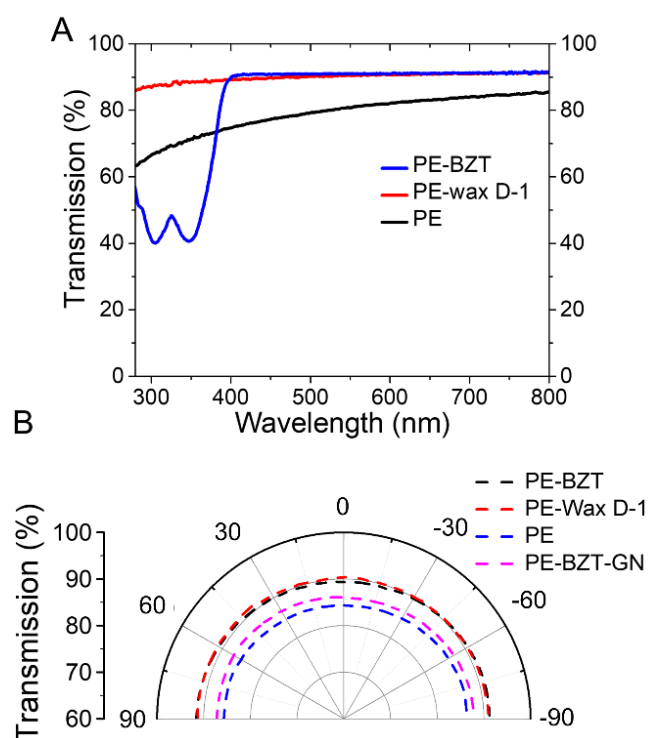 A
100
80
60
40
20
0
Transmission (%)
100
80
60
40
20
0
PE-BZT
PE-wax D-1
PE
300 400 500 600 700 800
Wavelength (nm)
B
PE-BZT
PE-Wax D-1
PE
PE-BZT-GN
Transmission (%)
100
90
80
70
60
90
60
30
0
-30
-60
-90